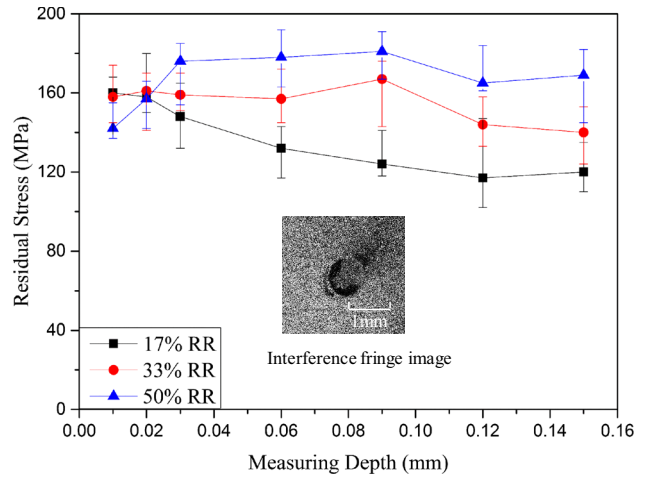 200
160
120
80
40
0
Residual Stress (MPa)
1mm
Interference fringe image
17% RR
33% RR
50% RR
0.00 0.02 0.04 0.06 0.08 0.10 0.12 0.14 0.16
Measuring Depth (mm)